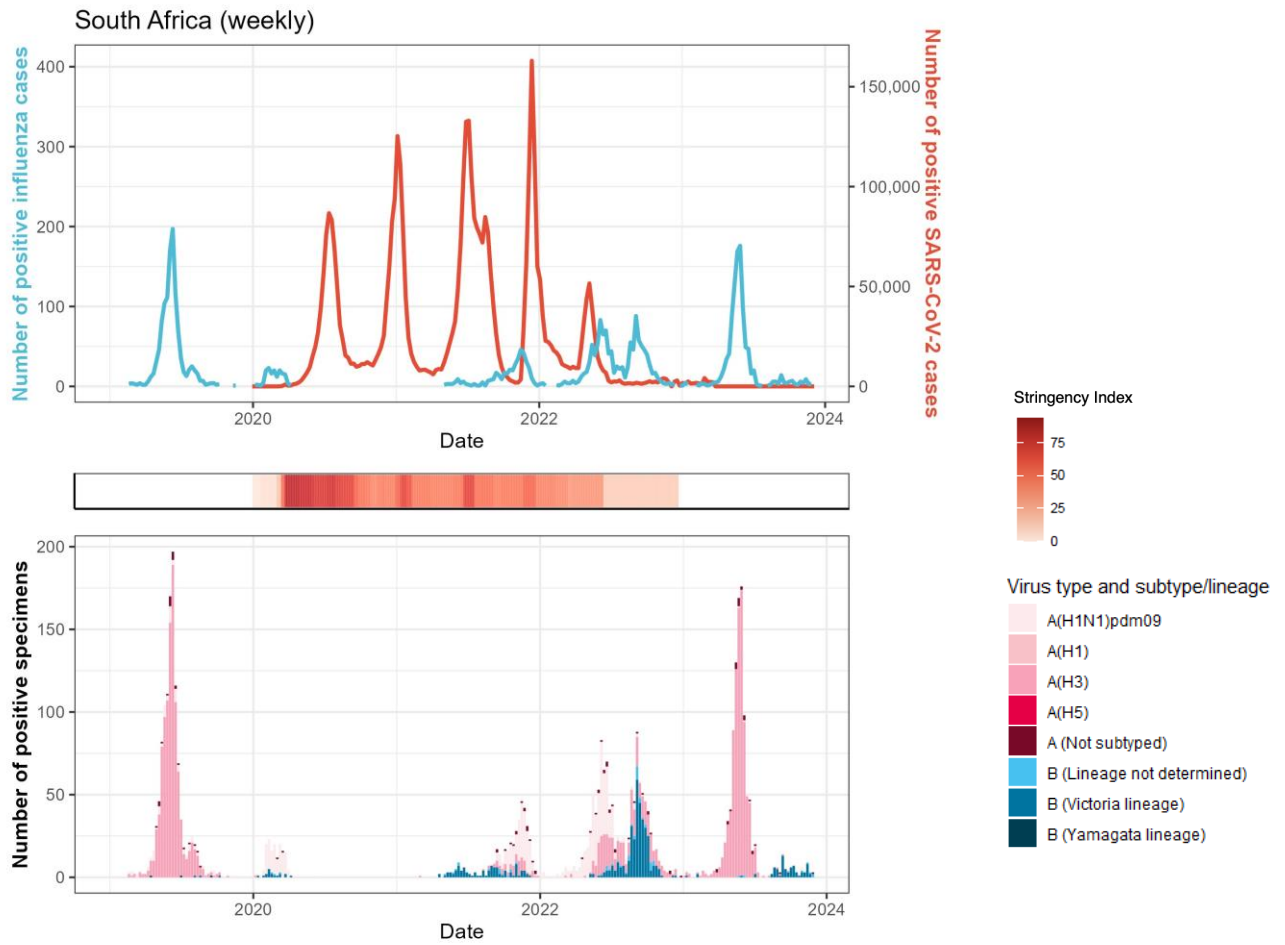 South Africa (weekly)
Number of positive influenza cases
400
300
200
100
0
150,000
100,000
50,000
0
Number of positive SARS-CoV-2 cases
2020 2022 2024
Date
Stringency Index
75
50
25
0
Number of positive specimens
200
150
100
50
0
2020 2022 2024
Date
Virus type and subtype/lineage
A(H1N1)pdm09
A(H1)
A(H3)
A(H5)
A (Not subtyped)
B (Lineage not determined)
B (Victoria lineage)
B (Yamagata lineage)